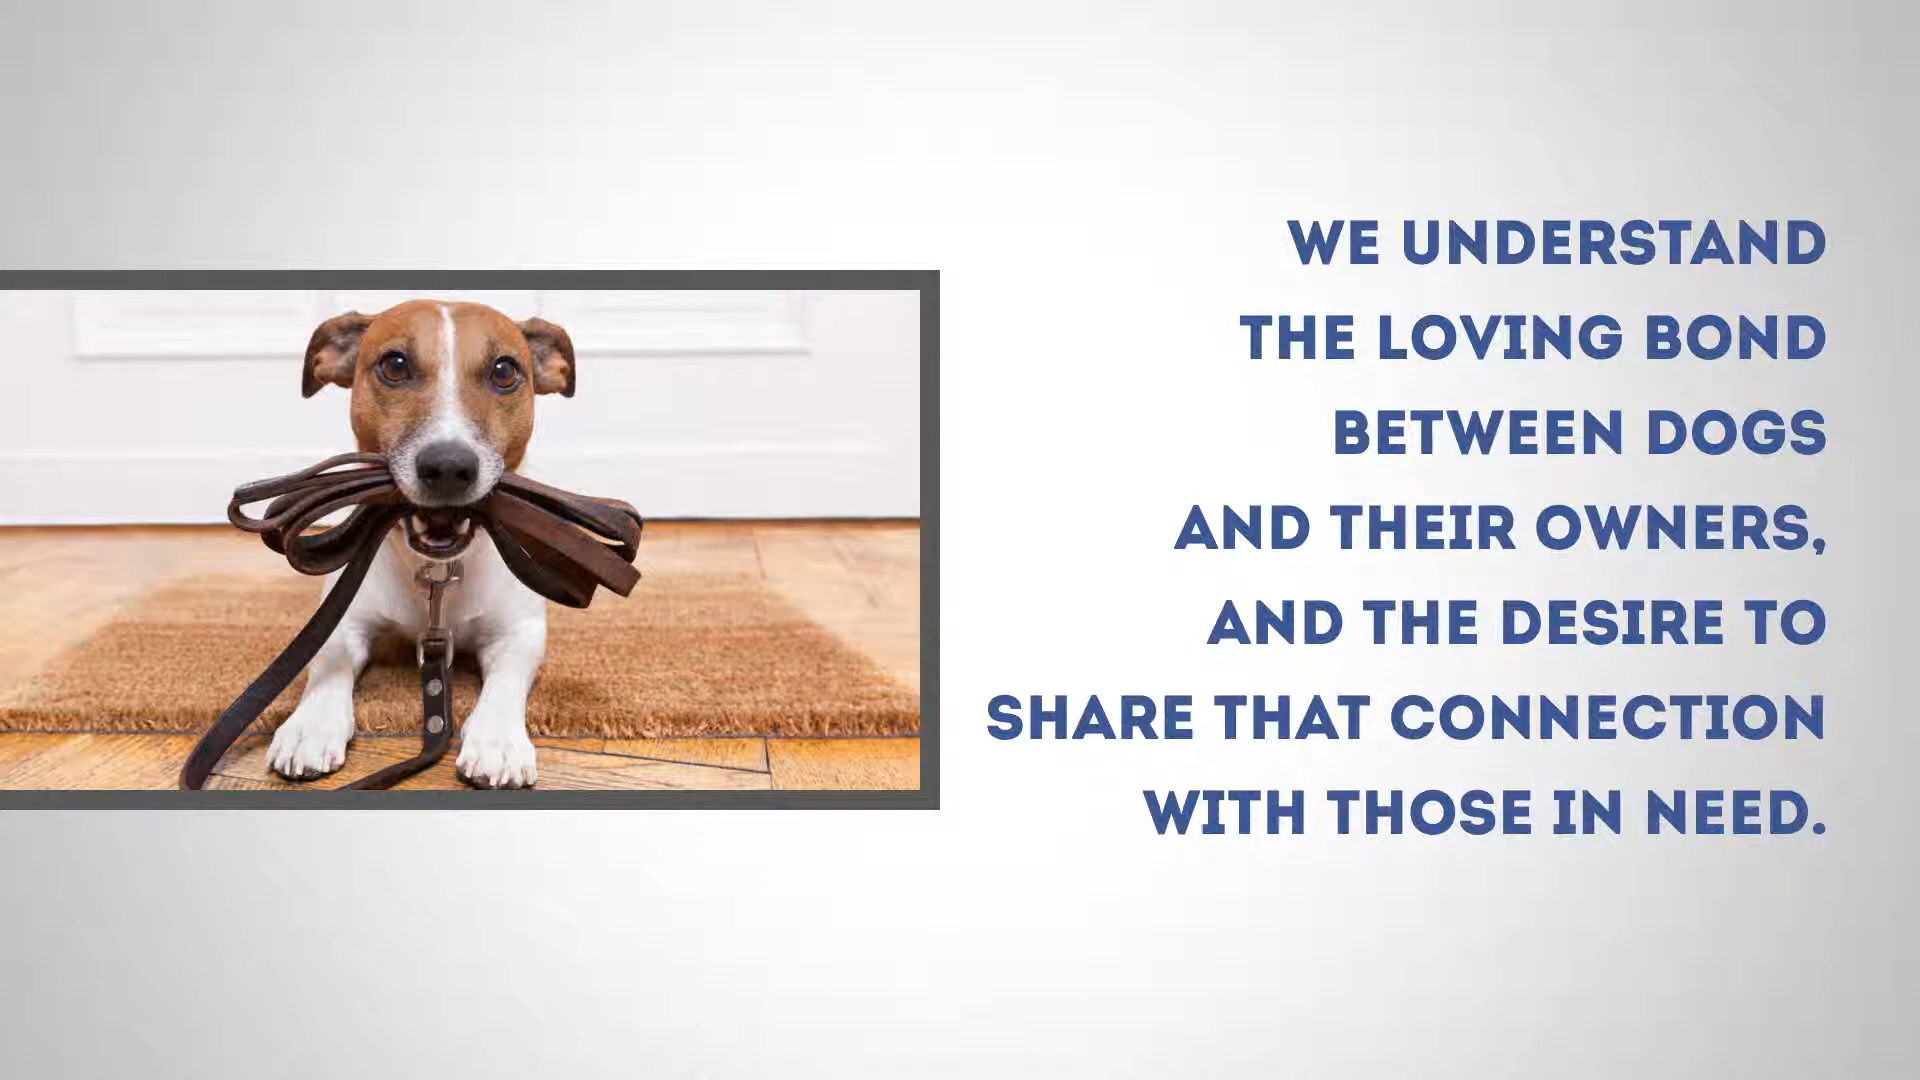 WE UNDERSTAND
THE LOVING BOND
BETWEEN DOGS
AND THEIR OWNERS,
AND THE DESIRE TO
SHARE THAT CONNECTION
WITH THOSE IN NEED.